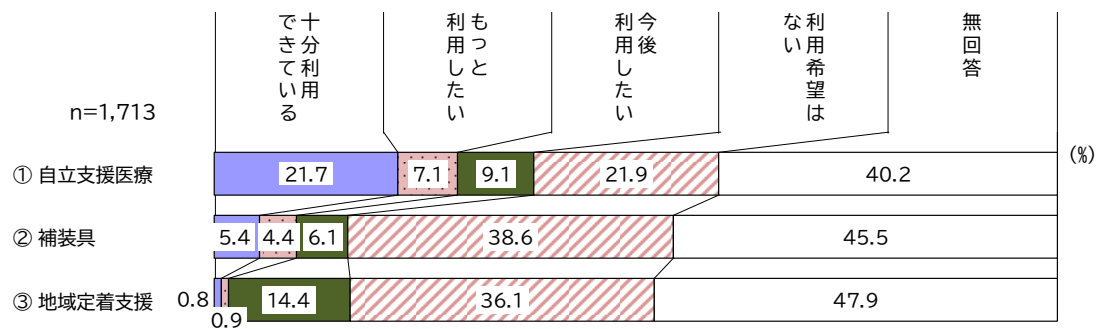 十分利用
できている
もっと
利用したい
今後
利用したい
利用希望は
ない
無回答
n=1,713
(%)
① 自立支援医療 21.7 7.1 9.1 21.9 40.2
② 補装具 5.4 4.4 6.1 38.6 45.5
③ 地域定着支援 0.8 0.9 14.4 36.1 47.9